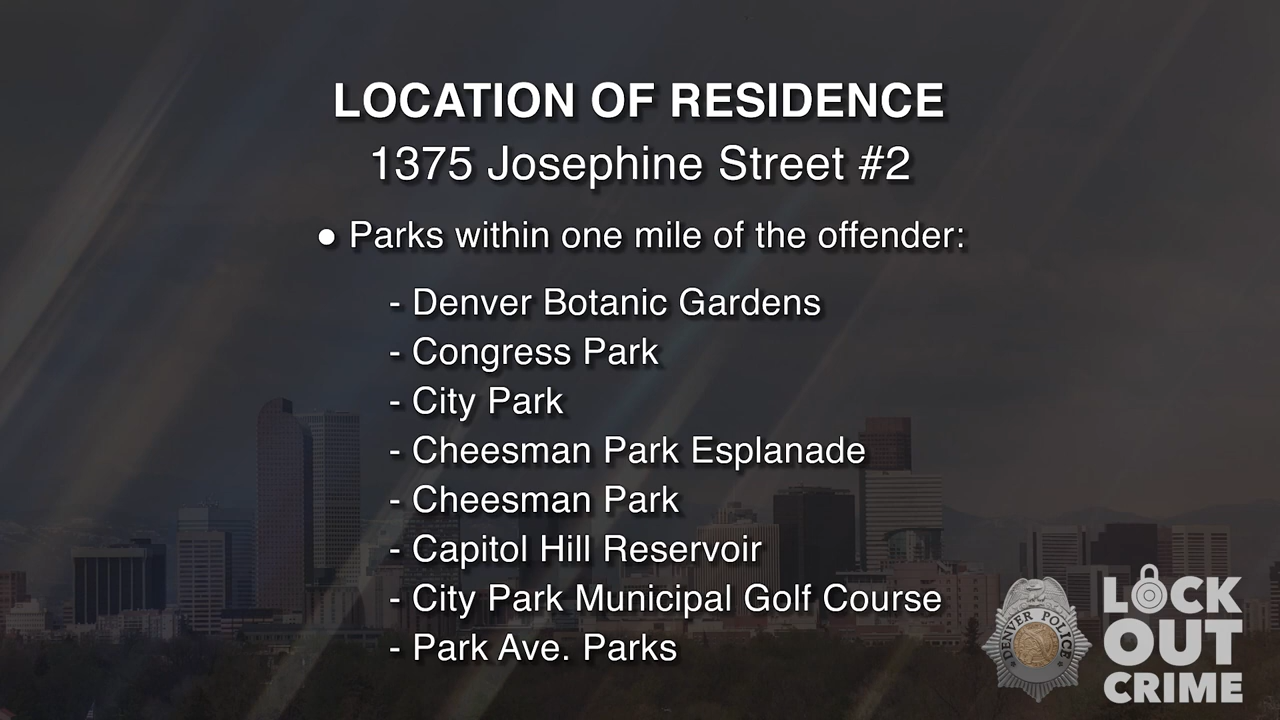 LOCATION OF RESIDENCE
1375 Josephine Street #2
● Parks within one mile of the offender:
- Denver Botanic Gardens
- Congress Park
- City Park
- Cheesman Park Esplanade
- Cheesman Park
- Capitol Hill Reservoir
- City Park Municipal Golf Course
- Park Ave. Parks
DENVER POLICE
LOCK
OUT
CRIME